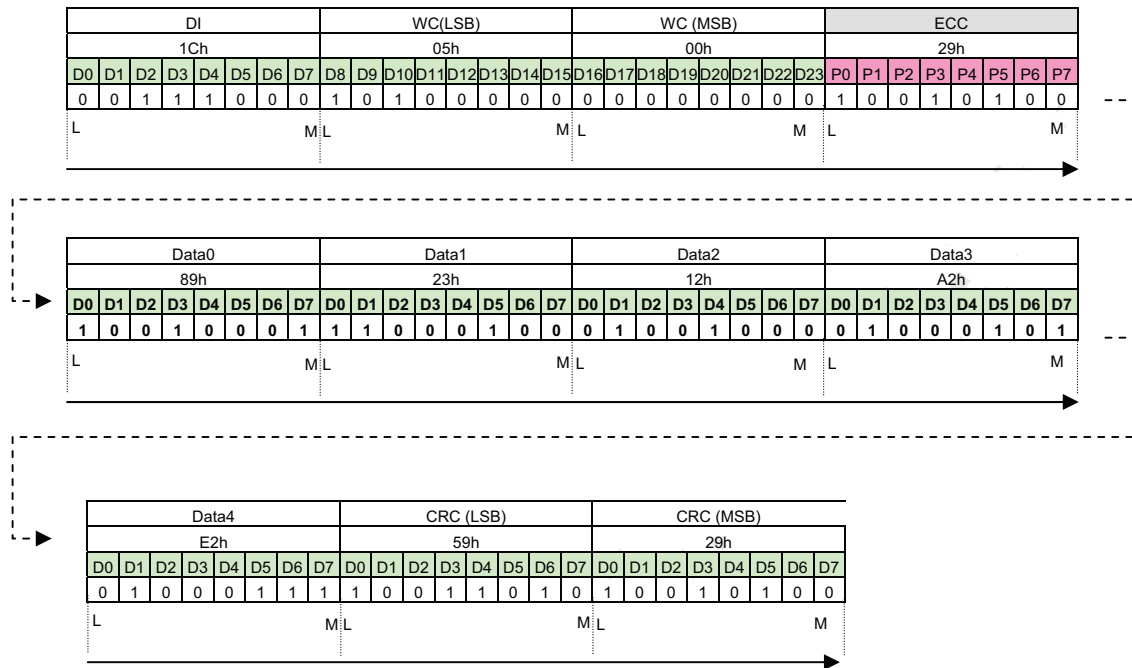 DI WC(LSB) WC (MSB) ECC
1Ch 05h 00h 29h
D0 D1 D2 D3 D4 D5 D6 D7 D8 D9 D10 D11 D12 D13 D14 D15 D16 D17 D18 D19 D20 D21 D22 D23 P0 P1 P2 P3 P4 P5 P6 P7
0 0 1 1 1 0 0 0 1 0 1 0 0 0 0 0 0 0 0 0 0 0 0 0 1 0 0 1 0 1 0 0
L M L M L M L M
Data0 Data1 Data2 Data3
89h 23h 12h A2h
D0 D1 D2 D3 D4 D5 D6 D7 D0 D1 D2 D3 D4 D5 D6 D7 D0 D1 D2 D3 D4 D5 D6 D7 D0 D1 D2 D3 D4 D5 D6 D7
1 0 0 1 0 0 0 1 1 1 0 0 0 1 0 0 0 1 0 0 1 0 0 0 0 1 0 0 0 1 0 1
L M L M L M L M
Data4 CRC (LSB) CRC (MSB)
E2h 59h 29h
D0 D1 D2 D3 D4 D5 D6 D7 D0 D1 D2 D3 D4 D5 D6 D7 D0 D1 D2 D3 D4 D5 D6 D7
0 1 0 0 0 1 1 1 1 0 0 1 1 0 1 0 1 0 0 1 0 1 0 0
L M L M L M